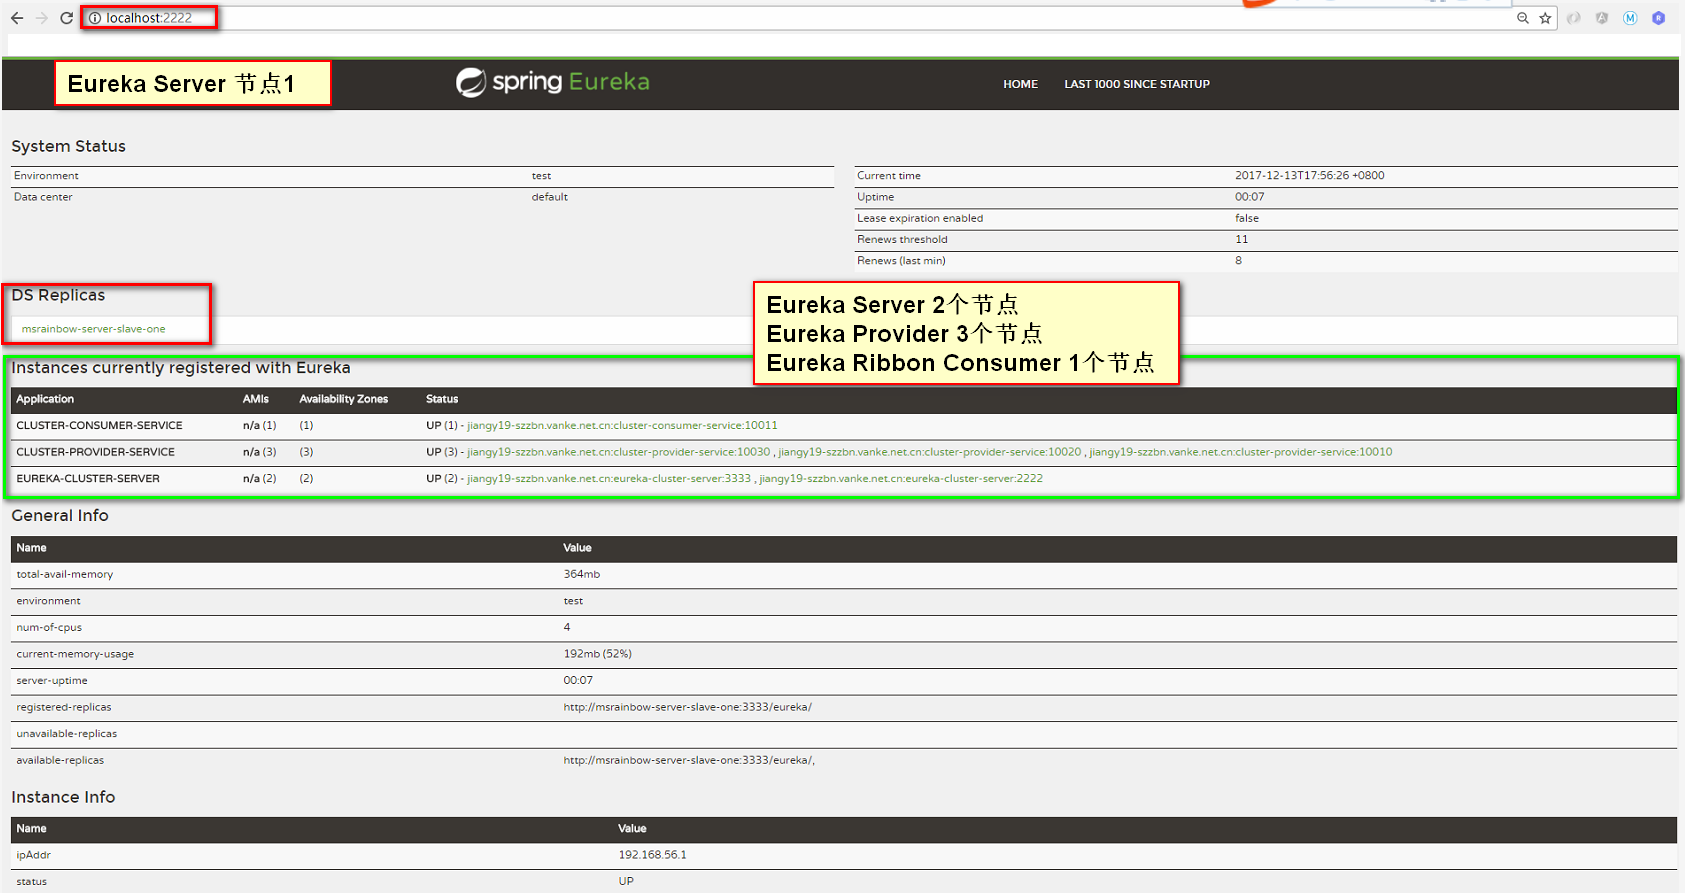 localhost:2222
Eureka Server 节点1
spring Eureka
HOME LAST 1000 SINCE STARTUP
System Status
Environment test
Data center default
Current time 2017-12-13T17:56:26 +0800
Uptime 00:07
Lease expiration enabled false
Renews threshold 11
Renews (last min) 8
DS Replicas
msrainbow-server-slave-one
Eureka Server 2个节点
Eureka Provider 3个节点
Eureka Ribbon Consumer 1个节点
Instances currently registered with Eureka
Application AMIs Availability Zones Status
CLUSTER-CONSUMER-SERVICE n/a (1) (1) UP (1) - jiangy19-szzbn.vanke.net.cn:cluster-consumer-service:10011
CLUSTER-PROVIDER-SERVICE n/a (3) (3) UP (3) - jiangy19-szzbn.vanke.net.cn:cluster-provider-service:10030 , jiangy19-szzbn.vanke.net.cn:cluster-provider-service:10020 , jiangy19-szzbn.vanke.net.cn:cluster-provider-service:10010
EUREKA-CLUSTER-SERVER n/a (2) (2) UP (2) - jiangy19-szzbn.vanke.net.cn:eureka-cluster-server:3333 , jiangy19-szzbn.vanke.net.cn:eureka-cluster-server:2222
General Info
Name Value
total-avail-memory 364mb
environment test
num-of-cpus 4
current-memory-usage 192mb (52%)
server-uptime 00:07
registered-replicas http://msrainbow-server-slave-one:3333/eureka/
unavailable-replicas
available-replicas http://msrainbow-server-slave-one:3333/eureka/,
Instance Info
Name Value
ipAddr 192.168.56.1
status UP